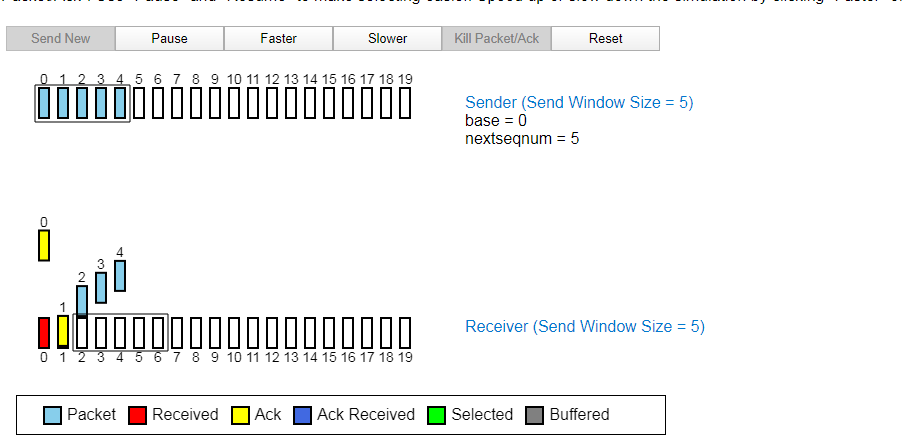 Send New Pause Faster Slower Kill Packet/Ack Reset
0 1 2 3 4 5 6 7 8 9 10 11 12 13 14 15 16 17 18 19
Sender (Send Window Size = 5)
base = 0
nextseqnum = 5
0
4
3
2
1
Receiver (Send Window Size = 5)
0 1 2 3 4 5 6 7 8 9 10 11 12 13 14 15 16 17 18 19
Packet Received Ack Ack Received Selected Buffered